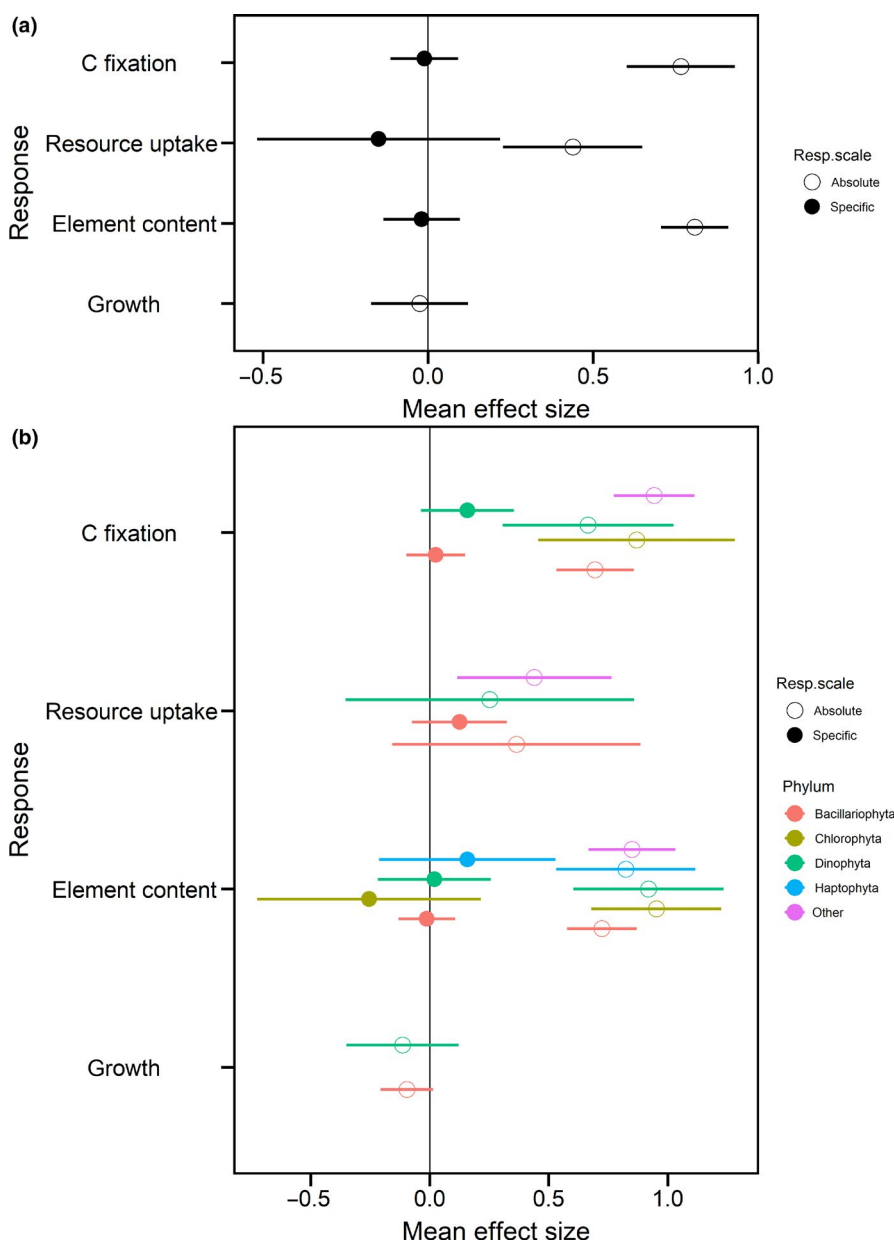 (a)
C fixation
Resource uptake
Element content
Growth
Response
Resp.scale
Absolute
Specific
−0.5 0.0 0.5 1.0
Mean effect size
(b)
C fixation
Resource uptake
Element content
Growth
Response
Resp.scale
Absolute
Specific
Phylum
Bacillariophyta
Chlorophyta
Dinophyta
Haptophyta
Other
−0.5 0.0 0.5 1.0
Mean effect size